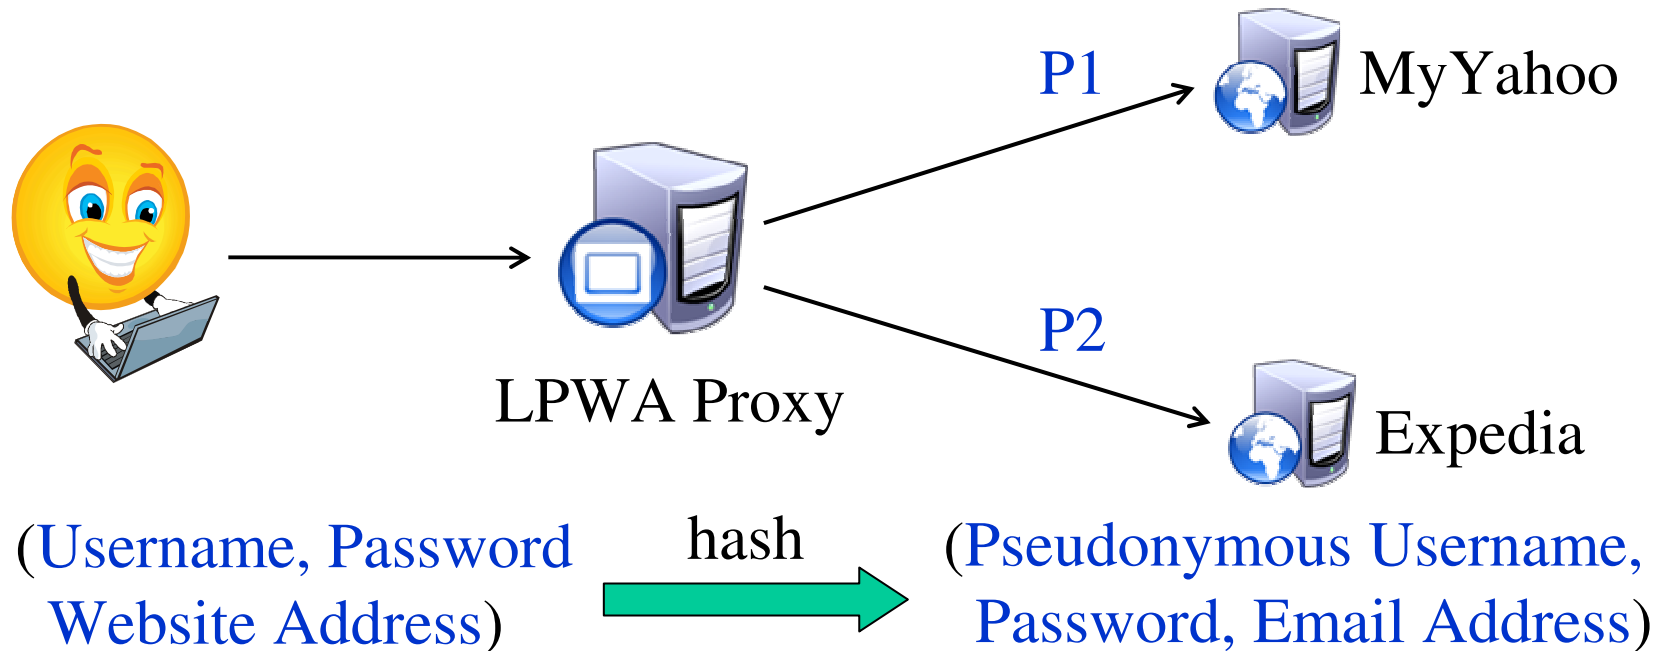 P1
MyYahoo
P2
LPWA Proxy
Expedia
(Username, Password
Website Address)
hash
(Pseudonymous Username,
Password, Email Address)